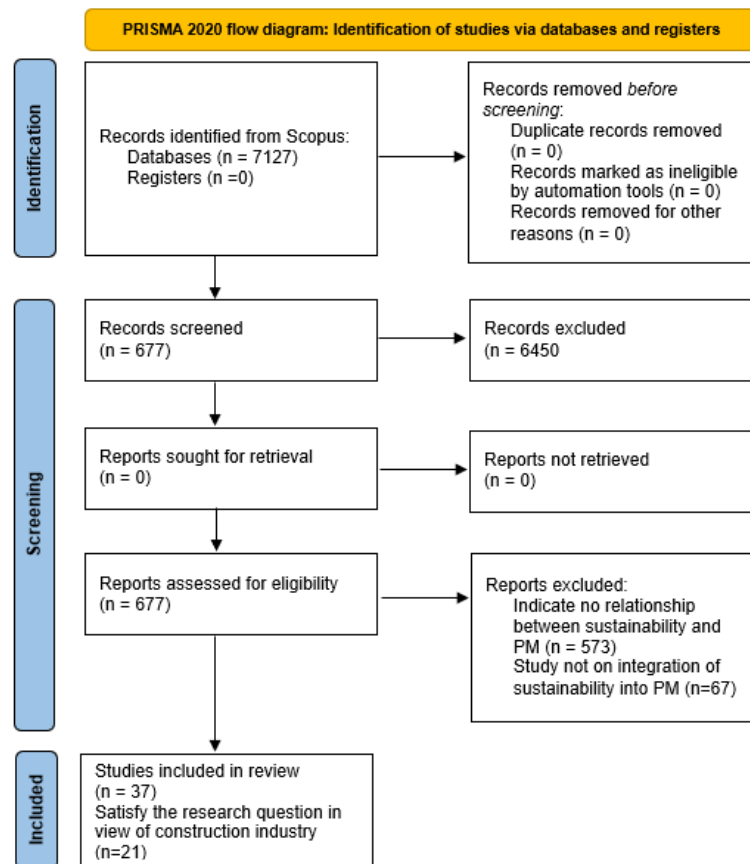 PRISMA 2020 flow diagram: Identification of studies via databases and registers
Identification
Records identified from Scopus:
Databases (n = 7127)
Registers (n =0)
Records removed before
screening:
Duplicate records removed
(n = 0)
Records marked as ineligible
by automation tools (n = 0)
Records removed for other
reasons (n = 0)
Screening
Records screened
(n = 677)
Records excluded
(n = 6450
Reports sought for retrieval
(n = 0)
Reports not retrieved
(n = 0)
Reports assessed for eligibility
(n = 677)
Reports excluded:
Indicate no relationship
between sustainability and
PM (n = 573)
Study not on integration of
sustainability into PM (n=67)
Included
Studies included in review
(n = 37)
Satisfy the research question in
view of construction industry
(n=21)